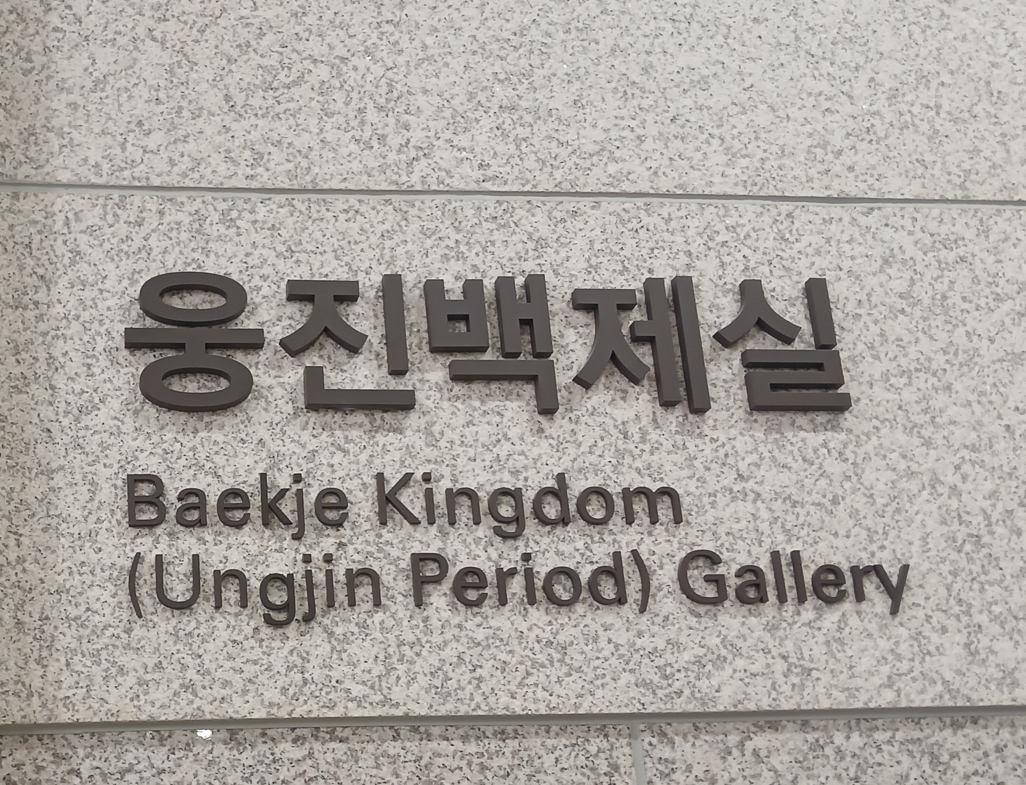 웅진백제실
Baekje Kingdom
(Ungjin Period) Gallery